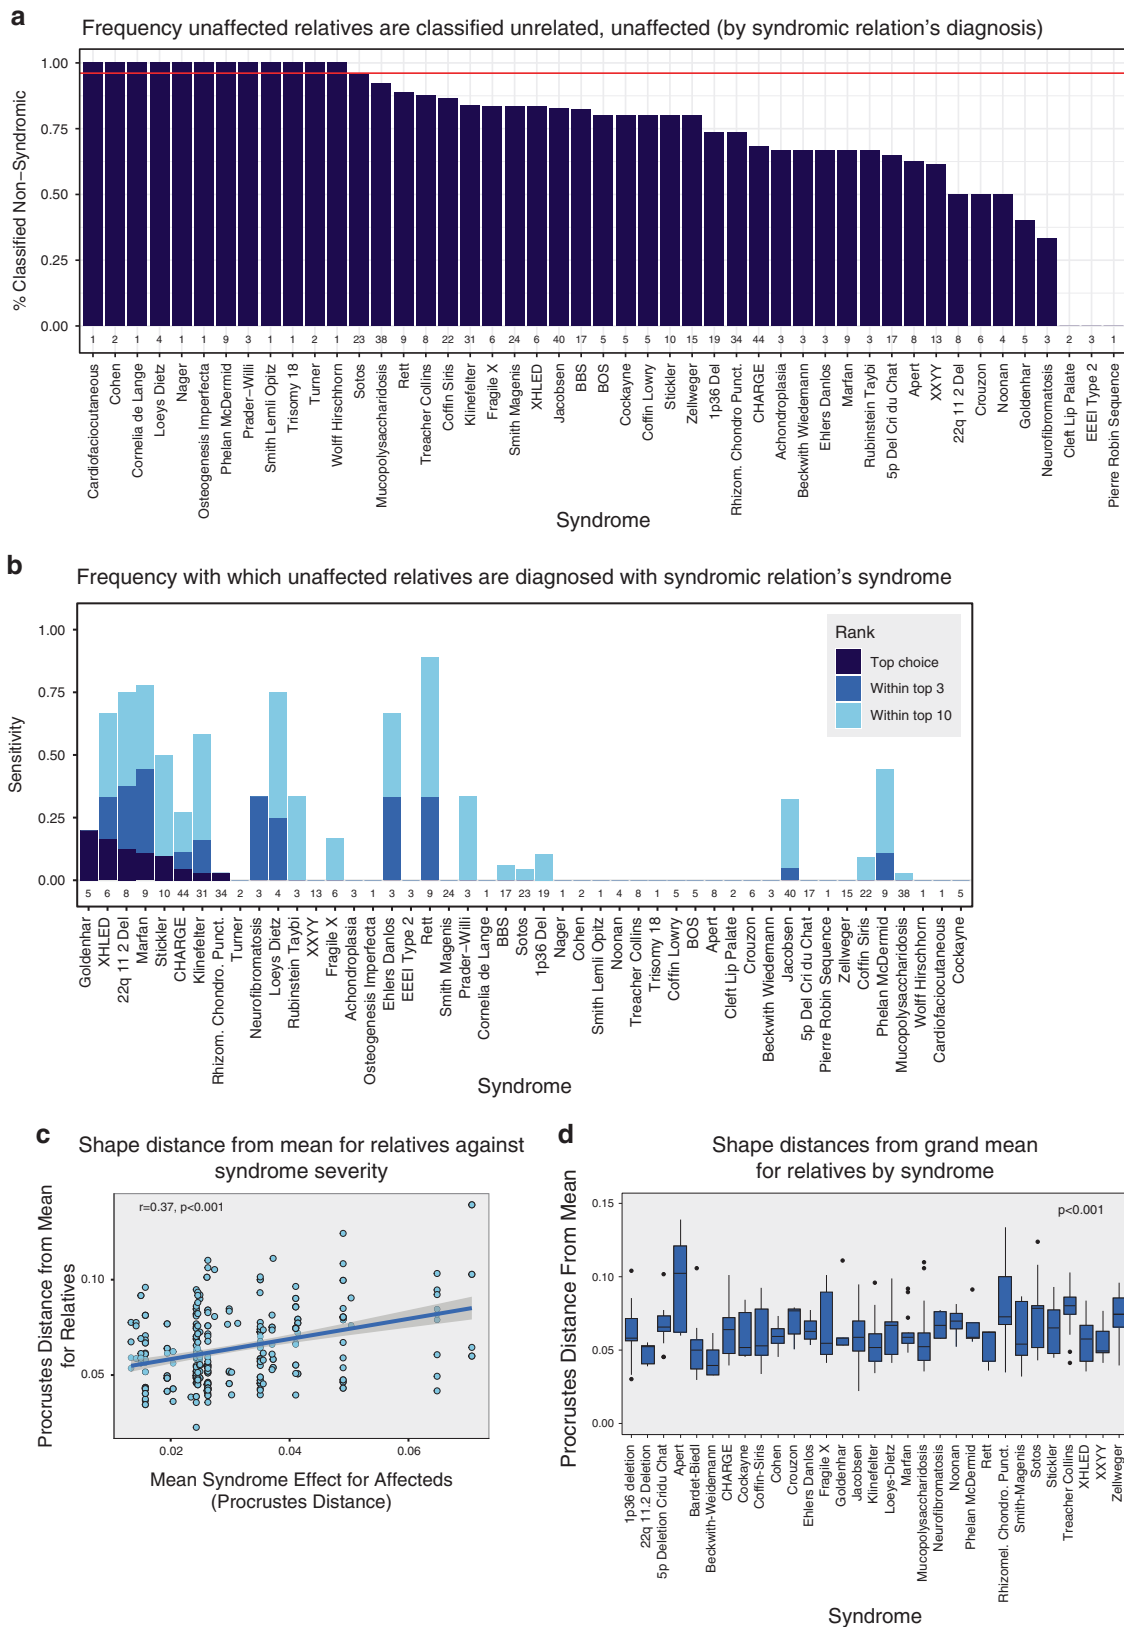 a
Frequency unaffected relatives are classified unrelated, unaffected (by syndromic relation's diagnosis)
% Classified Non−Syndromic
1.00
0.75
0.50
0.25
0.00
1 2 1 4 1 1 9 3 1 1 2 1 23 38 9 8 22 31 6 24 6 40 17 5 5 5 10 15 19 34 44 3 3 3 9 3 17 8 13 8 6 4 5 3 2 3 1
Cardiofaciocutaneous
Cohen
Cornelia de Lange
Loeys Dietz
Nager
Osteogenesis Imperfecta
Phelan McDermid
Prader−Willi
Smith Lemli Opitz
Trisomy 18
Turner
Wolff Hirschhorn
Sotos
Mucopolysaccharidosis
Rett
Treacher Collins
Coffin Siris
Klinefelter
Fragile X
Smith Magenis
XHLED
Jacobsen
BBS
BOS
Cockayne
Coffin Lowry
Stickler
Zellweger
1p36 Del
Rhizom. Chondro Punct.
CHARGE
Achondroplasia
Beckwith Wiedemann
Ehlers Danlos
Marfan
Rubinstein Taybi
5p Del Cri du Chat
Apert
XXYY
22q 11 2 Del
Crouzon
Noonan
Goldenhar
Neurofibromatosis
Cleft Lip Palate
EEEI Type 2
Pierre Robin Sequence
Syndrome
b
Frequency with which unaffected relatives are diagnosed with syndromic relation's syndrome
Sensitivity
1.00
0.75
0.50
0.25
0.00
Rank
Top choice
Within top 3
Within top 10
5 6 8 9 10 44 31 34 2 3 4 3 13 6 3 1 3 3 9 24 3 1 17 23 19 1 2 1 4 8 1 5 5 8 2 6 3 40 17 1 15 22 9 38 1 1 5
Goldenhar
XHLED
22q 11 2 Del
Marfan
Stickler
CHARGE
Klinefelter
Rhizom. Chondro. Punct.
Turner
Neurofibromatosis
Loeys Dietz
Rubinstein Taybi
XXYY
Fragile X
Achondroplasia
Osteogenesis Imperfecta
Ehlers Danlos
EEEI Type 2
Rett
Smith Magenis
Prader−Willi
Cornelia de Lange
BBS
Sotos
1p36 Del
Nager
Cohen
Smith Lemli Opitz
Noonan
Treacher Collins
Trisomy 18
Coffin Lowry
BOS
Apert
Cleft Lip Palate
Crouzon
Beckwith Wiedemann
Jacobsen
5p Del Cri du Chat
Pierre Robin Sequence
Zellweger
Coffin Siris
Phelan McDermid
Mucopolysaccharidosis
Wolff Hirschhorn
Cardiofaciocutaneous
Cockayne
Syndrome
c
Shape distance from mean for relatives against
syndrome severity
r=0.37, p<0.001
Procrustes Distance from Mean
for Relatives
0.10
0.05
0.02 0.04 0.06
Mean Syndrome Effect for Affecteds
(Procrustes Distance)
d
Shape distances from grand mean
for relatives by syndrome
p<0.001
Procrustes Distance From Mean
0.15
0.10
0.05
0.00
1p36 deletion
22q 11.2 Deletion
5p Deletion Cridu Chat
Apert
Bardet-Biedl
Beckwith-Weidemann
CHARGE
Cockayne
Coffin-Siris
Cohen
Crouzon
Ehlers Danlos
Fragile X
Goldenhar
Jacobsen
Klinefelter
Loeys-Dietz
Marfan
Mucopolysaccharidosis
Neurofibromatosis
Noonan
Phelan McDermid
Rett
Rhizomel. Chondro. Punct.
Smith-Magenis
Sotos
Stickler
Treacher Collins
XHLED
XXYY
Zellweger
Syndrome